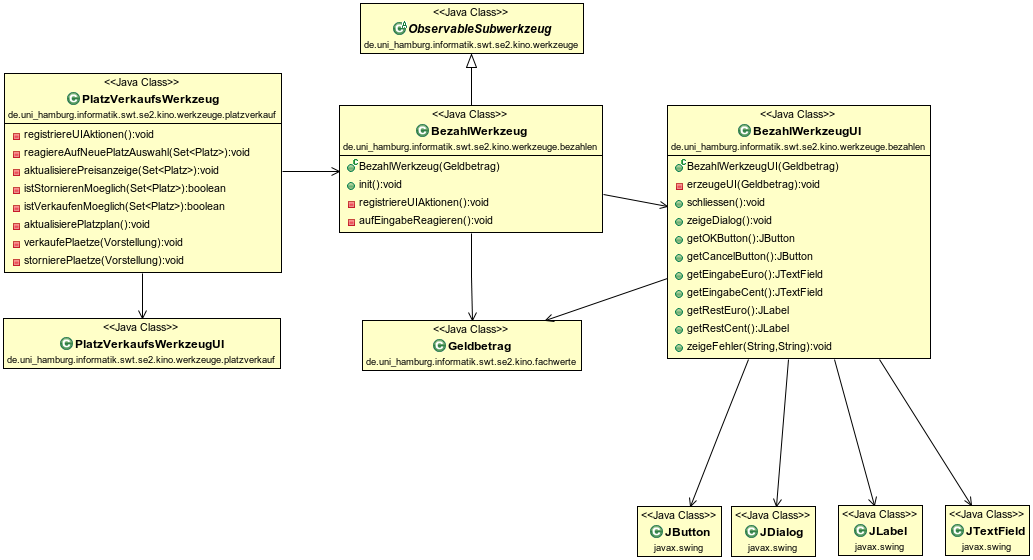 <<Java Class>>
ObservableSubwerkzeug
de.uni_hamburg.informatik.swt.se2.kino.werkzeuge
<<Java Class>>
PlatzVerkaufsWerkzeug
de.uni_hamburg.informatik.swt.se2.kino.werkzeuge.platzverkauf
registriereUIAktionen():void
reagiereAufNeuePlatzAuswahl(Set<Platz>):void
aktualisierePreisanzeige(Set<Platz>):void
istStornierenMoeglich(Set<Platz>):boolean
istVerkaufenMoeglich(Set<Platz>):boolean
aktualisierePlatzplan():void
verkaufePlaetze(Vorstellung):void
stornierePlaetze(Vorstellung):void
<<Java Class>>
BezahlWerkzeug
de.uni_hamburg.informatik.swt.se2.kino.werkzeuge.bezahlen
BezahlWerkzeug(Geldbetrag)
init():void
registriereUIAktionen():void
aufEingabeReagieren():void
<<Java Class>>
BezahlWerkzeugUI
de.uni_hamburg.informatik.swt.se2.kino.werkzeuge.bezahlen
BezahlWerkzeugUI(Geldbetrag)
erzeugeUI(Geldbetrag):void
schliessen():void
zeigeDialog():void
getOKButton():JButton
getCancelButton():JButton
getEingabeEuro():JTextField
getEingabeCent():JTextField
getRestEuro():JLabel
getRestCent():JLabel
zeigeFehler(String,String):void
<<Java Class>>
PlatzVerkaufsWerkzeugUI
de.uni_hamburg.informatik.swt.se2.kino.werkzeuge.platzverkauf
<<Java Class>>
Geldbetrag
de.uni_hamburg.informatik.swt.se2.kino.fachwerte
<<Java Class>>
JButton
javax.swing
<<Java Class>>
JDialog
javax.swing
<<Java Class>>
JLabel
javax.swing
<<Java Class>>
JTextField
javax.swing